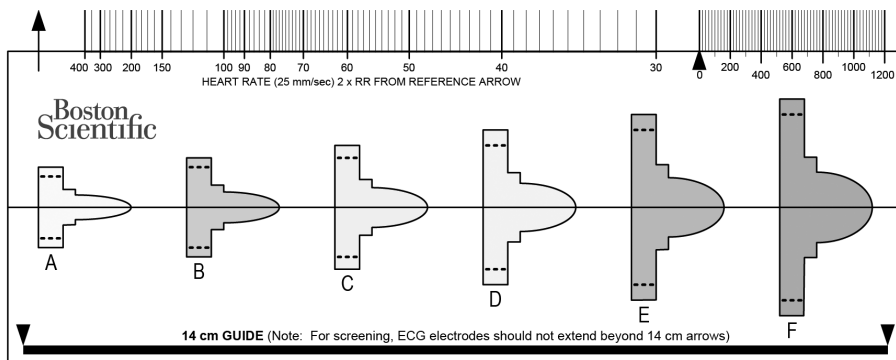 400 300 200 150 100 90 80 70 60 50 40 30 0 200 400 600 800 1000 1200
HEART RATE (25 mm/sec) 2 x RR FROM REFERENCE ARROW
Boston
Scientific
A
B
C
D
E
F
14 cm GUIDE (Note: For screening, ECG electrodes should not extend beyond 14 cm arrows)